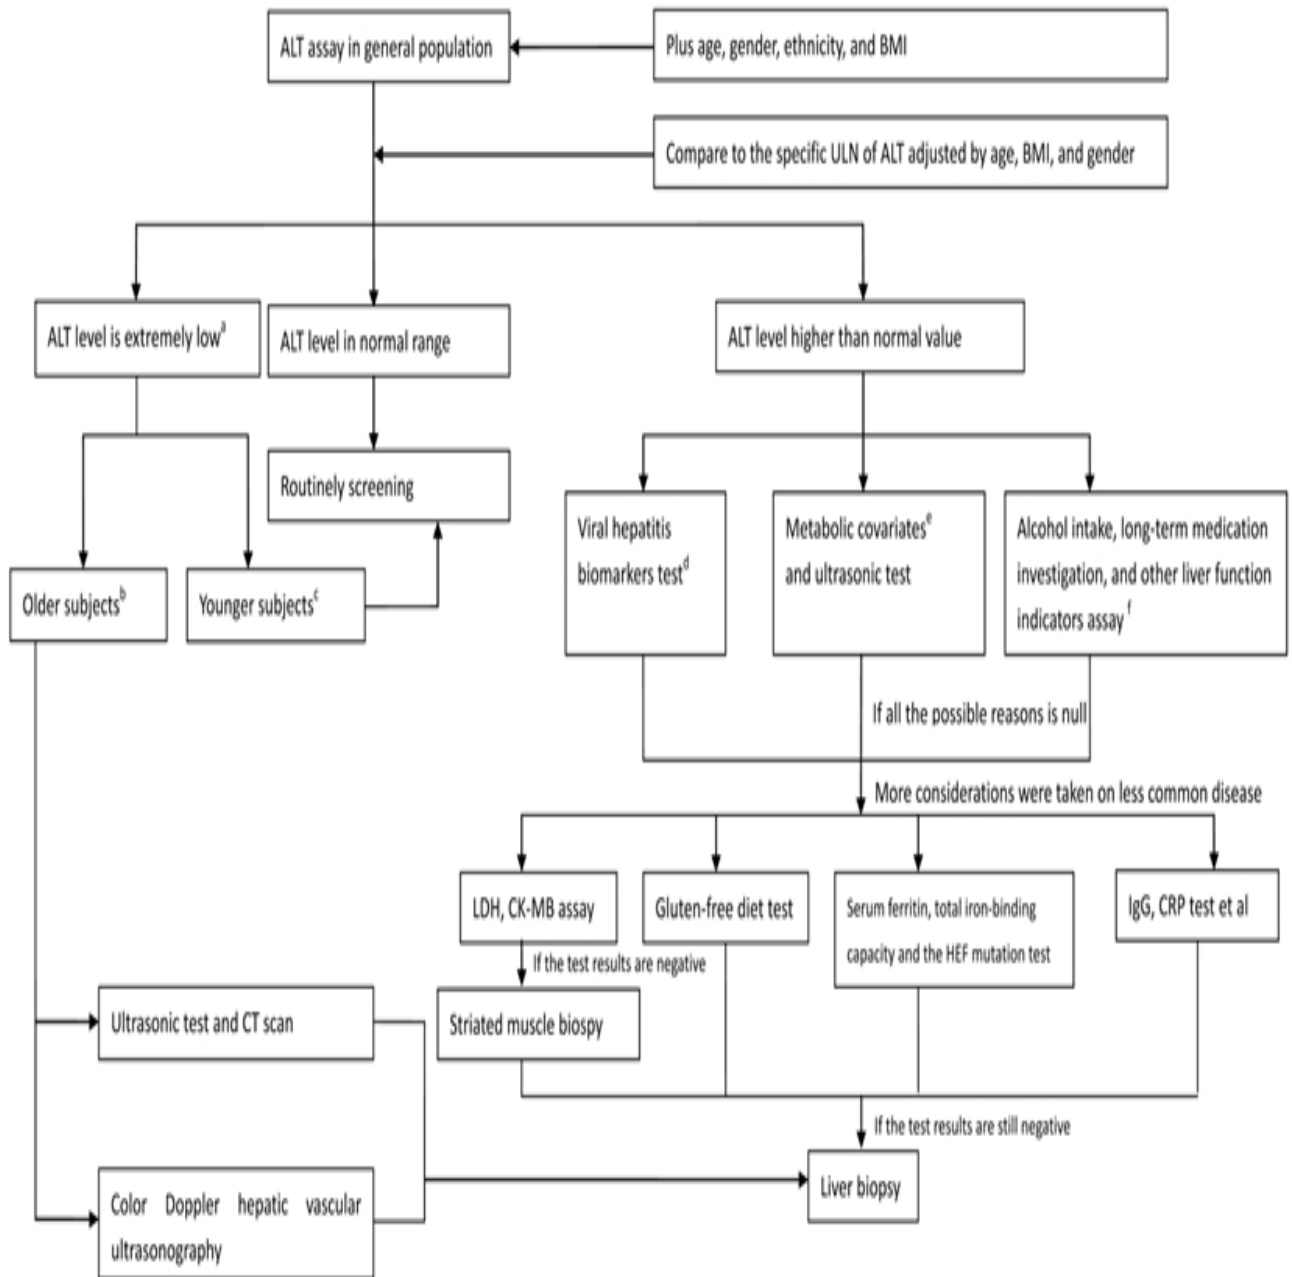 ALT assay in general population
Plus age, gender, ethnicity, and BMI
Compare to the specific ULN of ALT adjusted by age, BMI, and gender
ALT level is extremely lowᵃ
ALT level in normal range
ALT level higher than normal value
Routinely screening
Viral hepatitis
biomarkers testᵈ
Metabolic covariatesᵉ
and ultrasonic test
Alcohol intake, long-term medication
investigation, and other liver function
indicators assay ᶠ
Older subjectsᵇ
Younger subjectsᶜ
If all the possible reasons is null
More considerations were taken on less common disease
LDH, CK-MB assay
Gluten-free diet test
Serum ferritin, total iron-binding
capacity and the HEF mutation test
IgG, CRP test et al
If the test results are negative
Ultrasonic test and CT scan
Striated muscle biospy
If the test results are still negative
Liver biopsy
Color Doppler hepatic vascular
ultrasonography